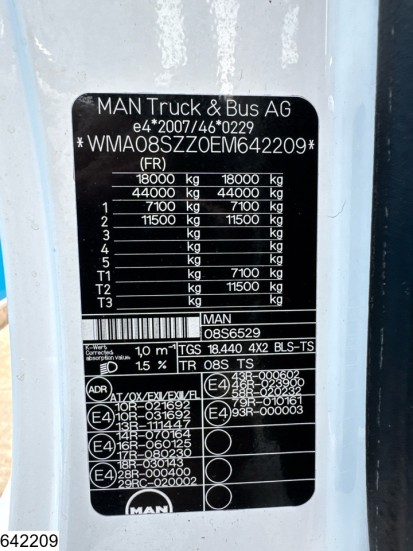 MAN Truck & Bus AG
e4*2007/46*0229
*WMA08SZZ0EM642209*
(FR)
18000 kg 18000 kg
44000 kg 44000 kg
1 7100 kg 7100 kg
2 11500 kg 11500 kg
3 kg kg
4 kg kg
5 kg kg
T1 kg 7100 kg
T2 kg 11500 kg
T3 kg kg
MAN
08S6529
K-Wert Corrected absorption value 1,0 m⁻¹ TGS 18.440 4X2 BLS-TS
1.5 % TR 08S TS
ADR AT/OX/EXII/EXIII/FL
E4 10R-021692
10R-031692
13R-111447
E4 14R-070164
16R-060125
17R-080230
E4 18R-030143
28R-000400
29RC-020002
E4 43R-000602
46R-023900
E4 79R-010161
93R-000003
MAN
642209